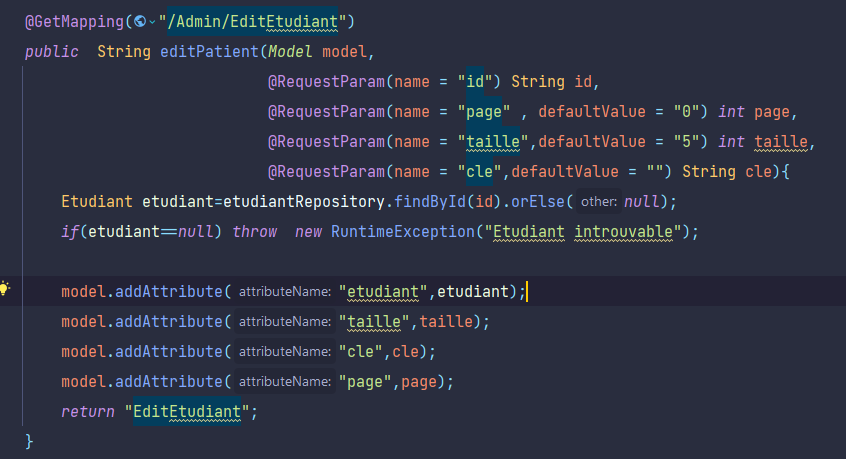 @GetMapping("/Admin/EditEtudiant")
public String editPatient(Model model,
@RequestParam(name = "id") String id,
@RequestParam(name = "page" , defaultValue = "0") int page,
@RequestParam(name = "taille",defaultValue = "5") int taille,
@RequestParam(name = "cle",defaultValue = "") String cle){
Etudiant etudiant=etudiantRepository.findById(id).orElse( other: null);
if(etudiant==null) throw new RuntimeException("Etudiant introuvable");
model.addAttribute( attributeName: "etudiant",etudiant);
model.addAttribute( attributeName: "taille",taille);
model.addAttribute( attributeName: "cle",cle);
model.addAttribute( attributeName: "page",page);
return "EditEtudiant";
}